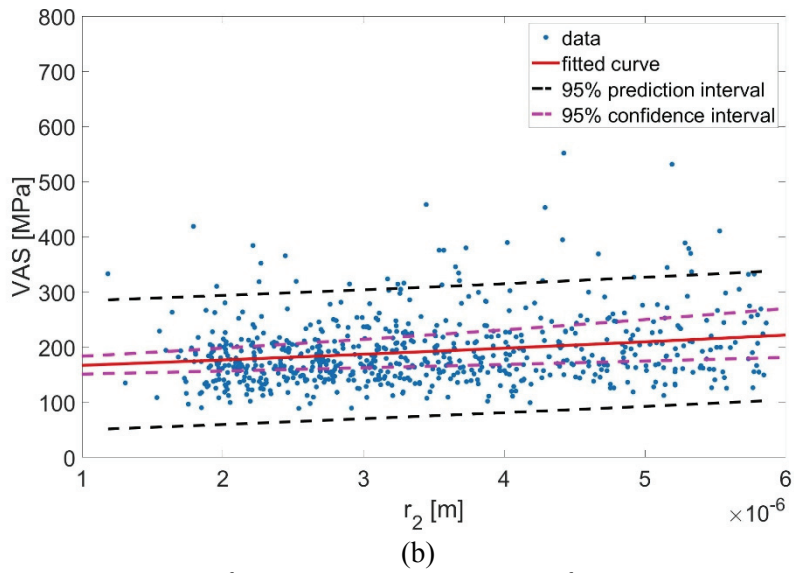 800
700
600
500
400
300
200
100
0
VAS [MPa]
data
fitted curve
95% prediction interval
95% confidence interval
1 2 3 4 5 6
r2 [m]
×10-6
(b)